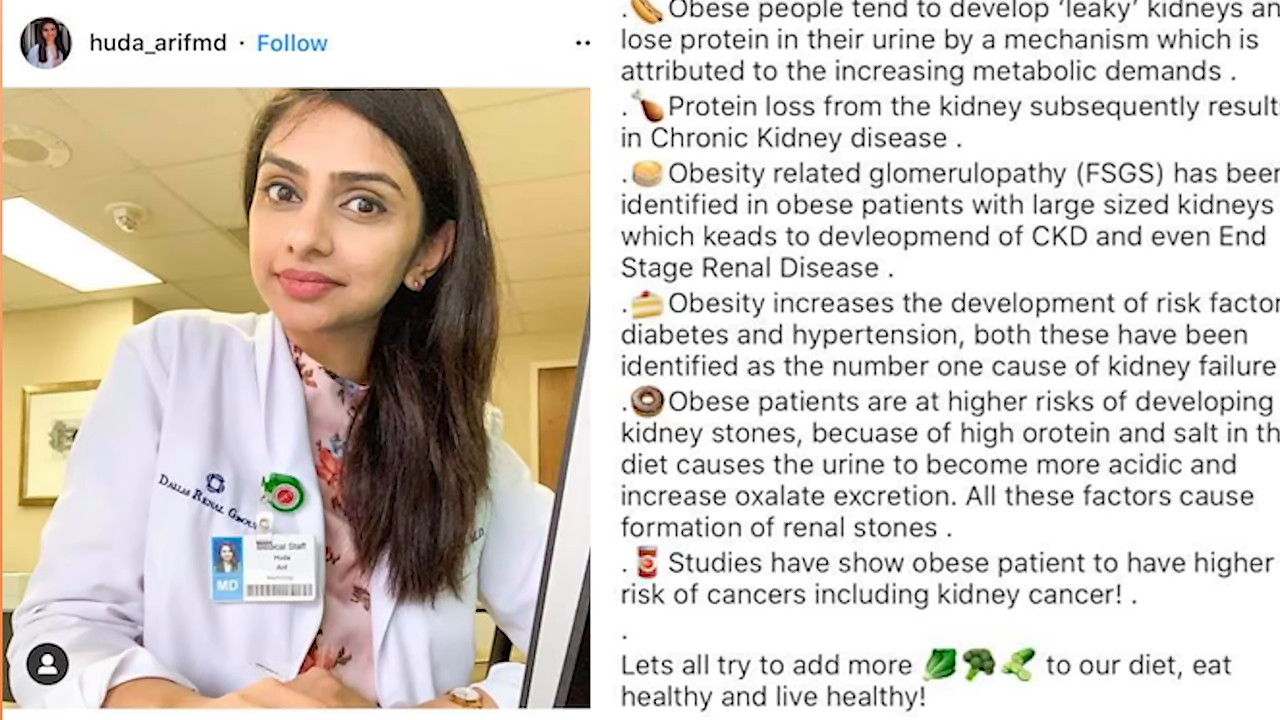 huda_arifmd · Follow
DALLAS RENAL GROUP
Medical Staff
Huda
Arif
MD
. Obese people tend to develop ‘leaky’ kidneys an
lose protein in their urine by a mechanism which is
attributed to the increasing metabolic demands .
. Protein loss from the kidney subsequently result
in Chronic Kidney disease .
. Obesity related glomerulopathy (FSGS) has been
identified in obese patients with large sized kidneys
which keads to devleopmend of CKD and even End
Stage Renal Disease .
. Obesity increases the development of risk factor
diabetes and hypertension, both these have been
identified as the number one cause of kidney failure
. Obese patients are at higher risks of developing
kidney stones, becuase of high orotein and salt in th
diet causes the urine to become more acidic and
increase oxalate excretion. All these factors cause
formation of renal stones .
. Studies have show obese patient to have higher
risk of cancers including kidney cancer! .
.
Lets all try to add more to our diet, eat
healthy and live healthy!